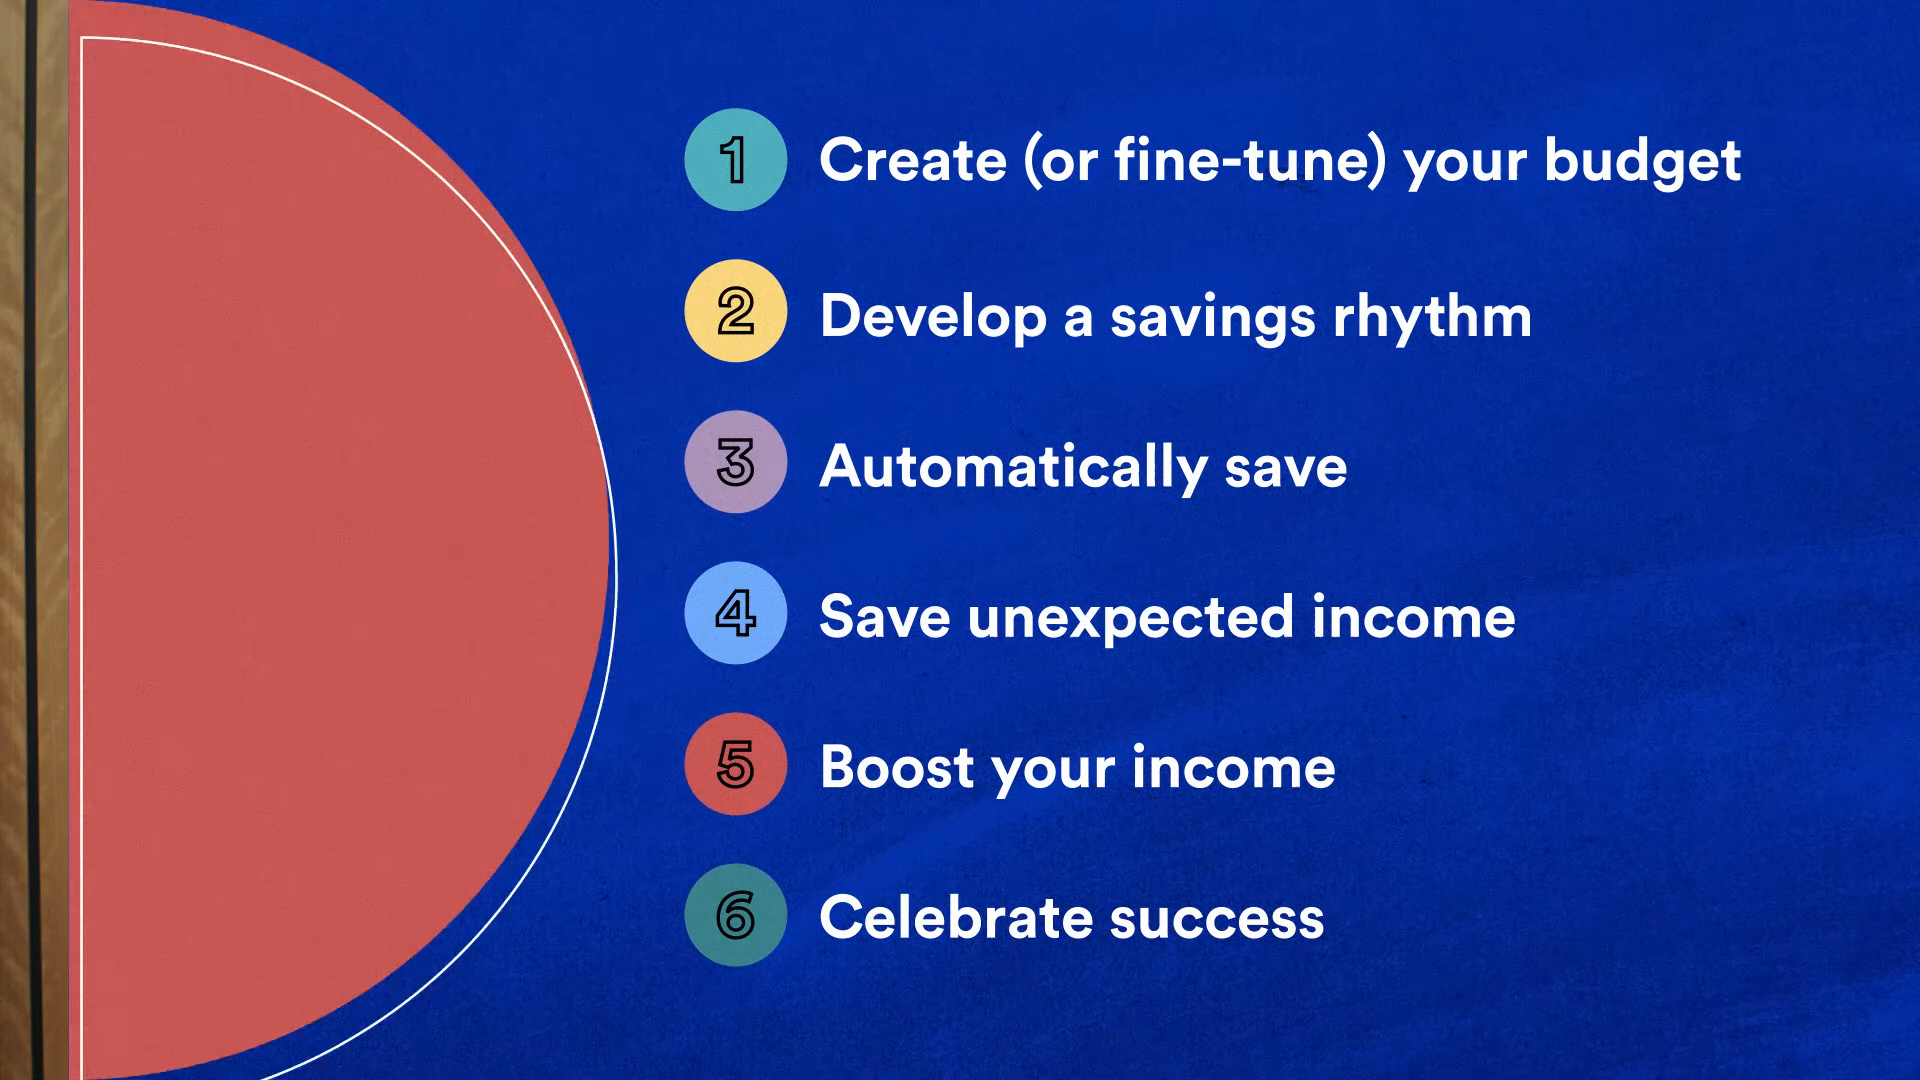 1 Create (or fine-tune) your budget
2 Develop a savings rhythm
3 Automatically save
4 Save unexpected income
5 Boost your income
6 Celebrate success